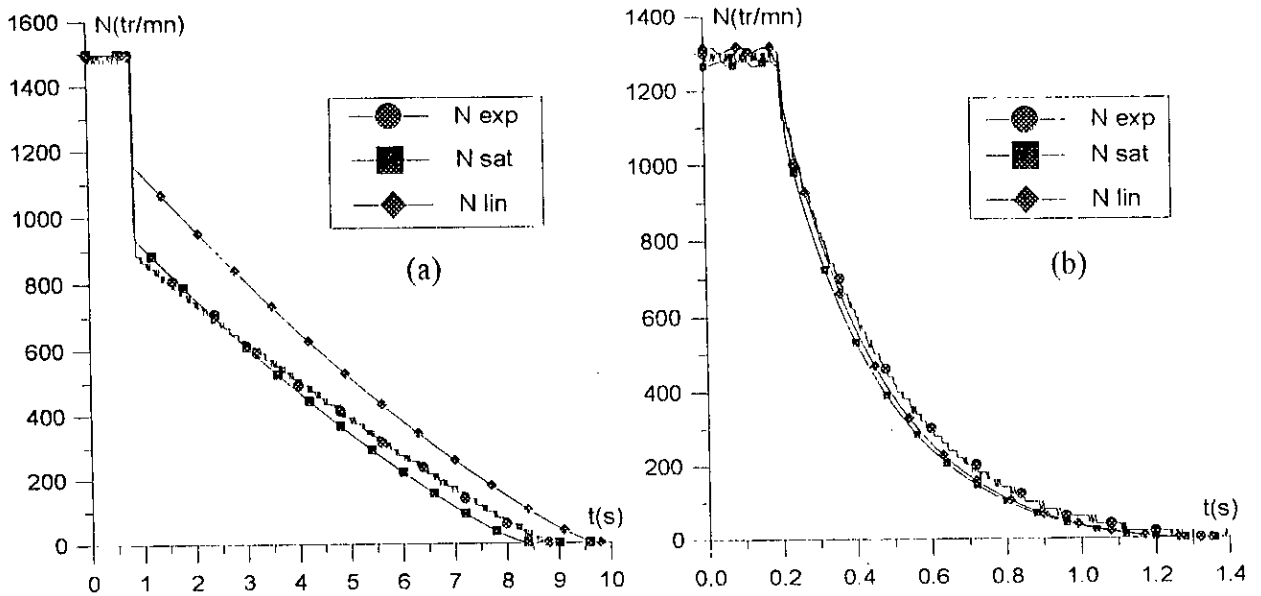 N(tr/mn)
1600
1400
1200
1000
800
600
400
200
0
0 1 2 3 4 5 6 7 8 9 10
t(s)
N exp
N sat
N lin
(a)
N(tr/mn)
1400
1200
1000
800
600
400
200
0
0.0 0.2 0.4 0.6 0.8 1.0 1.2 1.4
t(s)
N exp
N sat
N lin
(b)